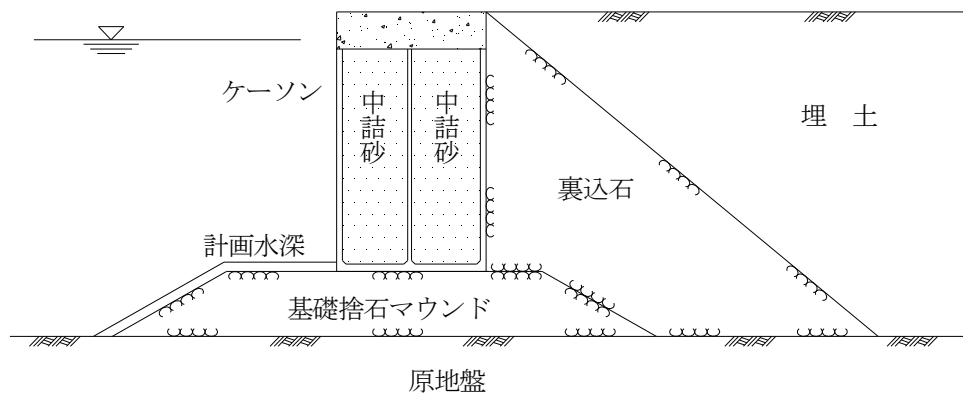 ケーソン
中詰砂
中詰砂
埋 土
裏込石
計画水深
基礎捨石マウンド
原地盤